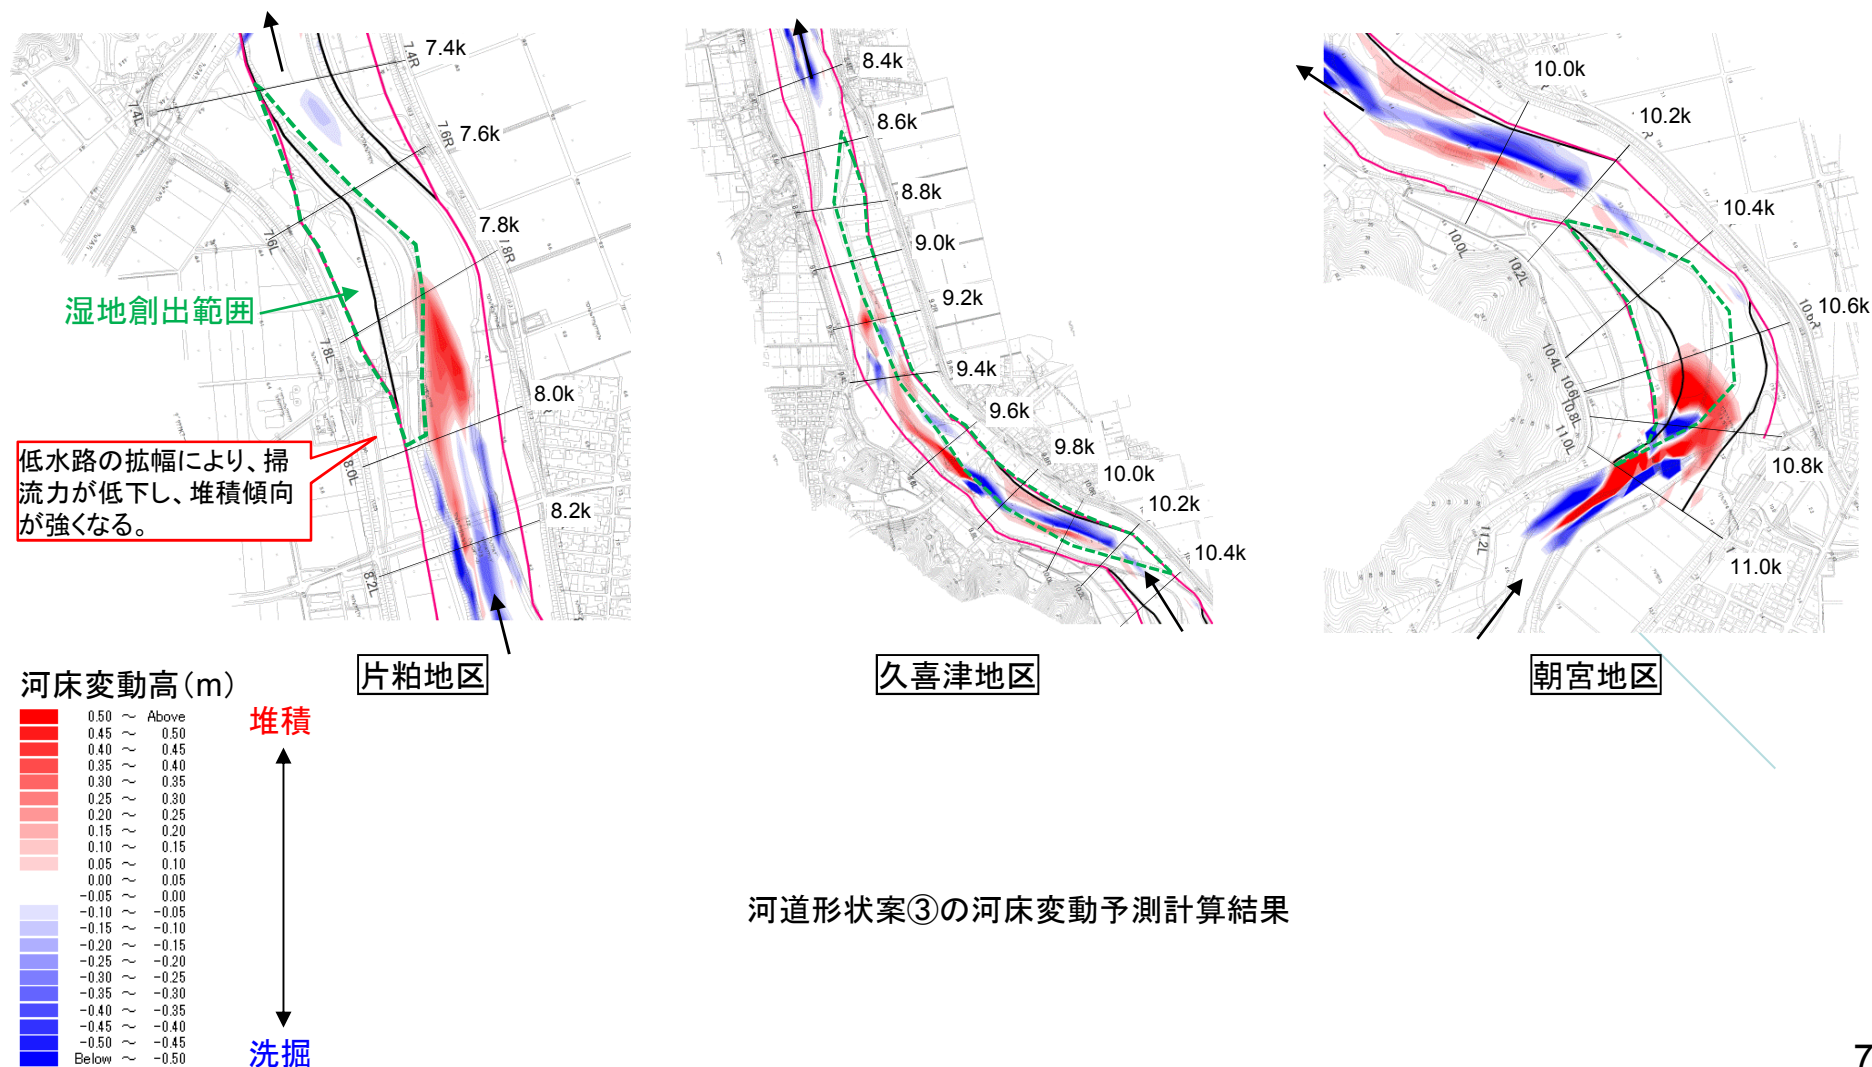 7.4k
7.6k
7.8k
8.0k
8.2k
7.4R
7.6R
7.8R
7.4L
7.6L
7.8L
8.0L
8.2L
湿地創出範囲
低水路の拡幅により、掃
流力が低下し、堆積傾向
が強くなる。
片粕地区
8.4k
8.6k
8.8k
9.0k
9.2k
9.4k
9.6k
9.8k
10.0k
10.2k
10.4k
久喜津地区
10.0k
10.2k
10.4k
10.6k
10.8k
11.0k
10.0L
10.2L
10.4L
10.6L
10.8L
11.0L
11.2L
朝宮地区
河床変動高(m)
0.50 ~ Above
0.45 ~ 0.50
0.40 ~ 0.45
0.35 ~ 0.40
0.30 ~ 0.35
0.25 ~ 0.30
0.20 ~ 0.25
0.15 ~ 0.20
0.10 ~ 0.15
0.05 ~ 0.10
0.00 ~ 0.05
-0.05 ~ 0.00
-0.10 ~ -0.05
-0.15 ~ -0.10
-0.20 ~ -0.15
-0.25 ~ -0.20
-0.30 ~ -0.25
-0.35 ~ -0.30
-0.40 ~ -0.35
-0.45 ~ -0.40
-0.50 ~ -0.45
Below ~ -0.50
堆積
洗掘
河道形状案③の河床変動予測計算結果
7